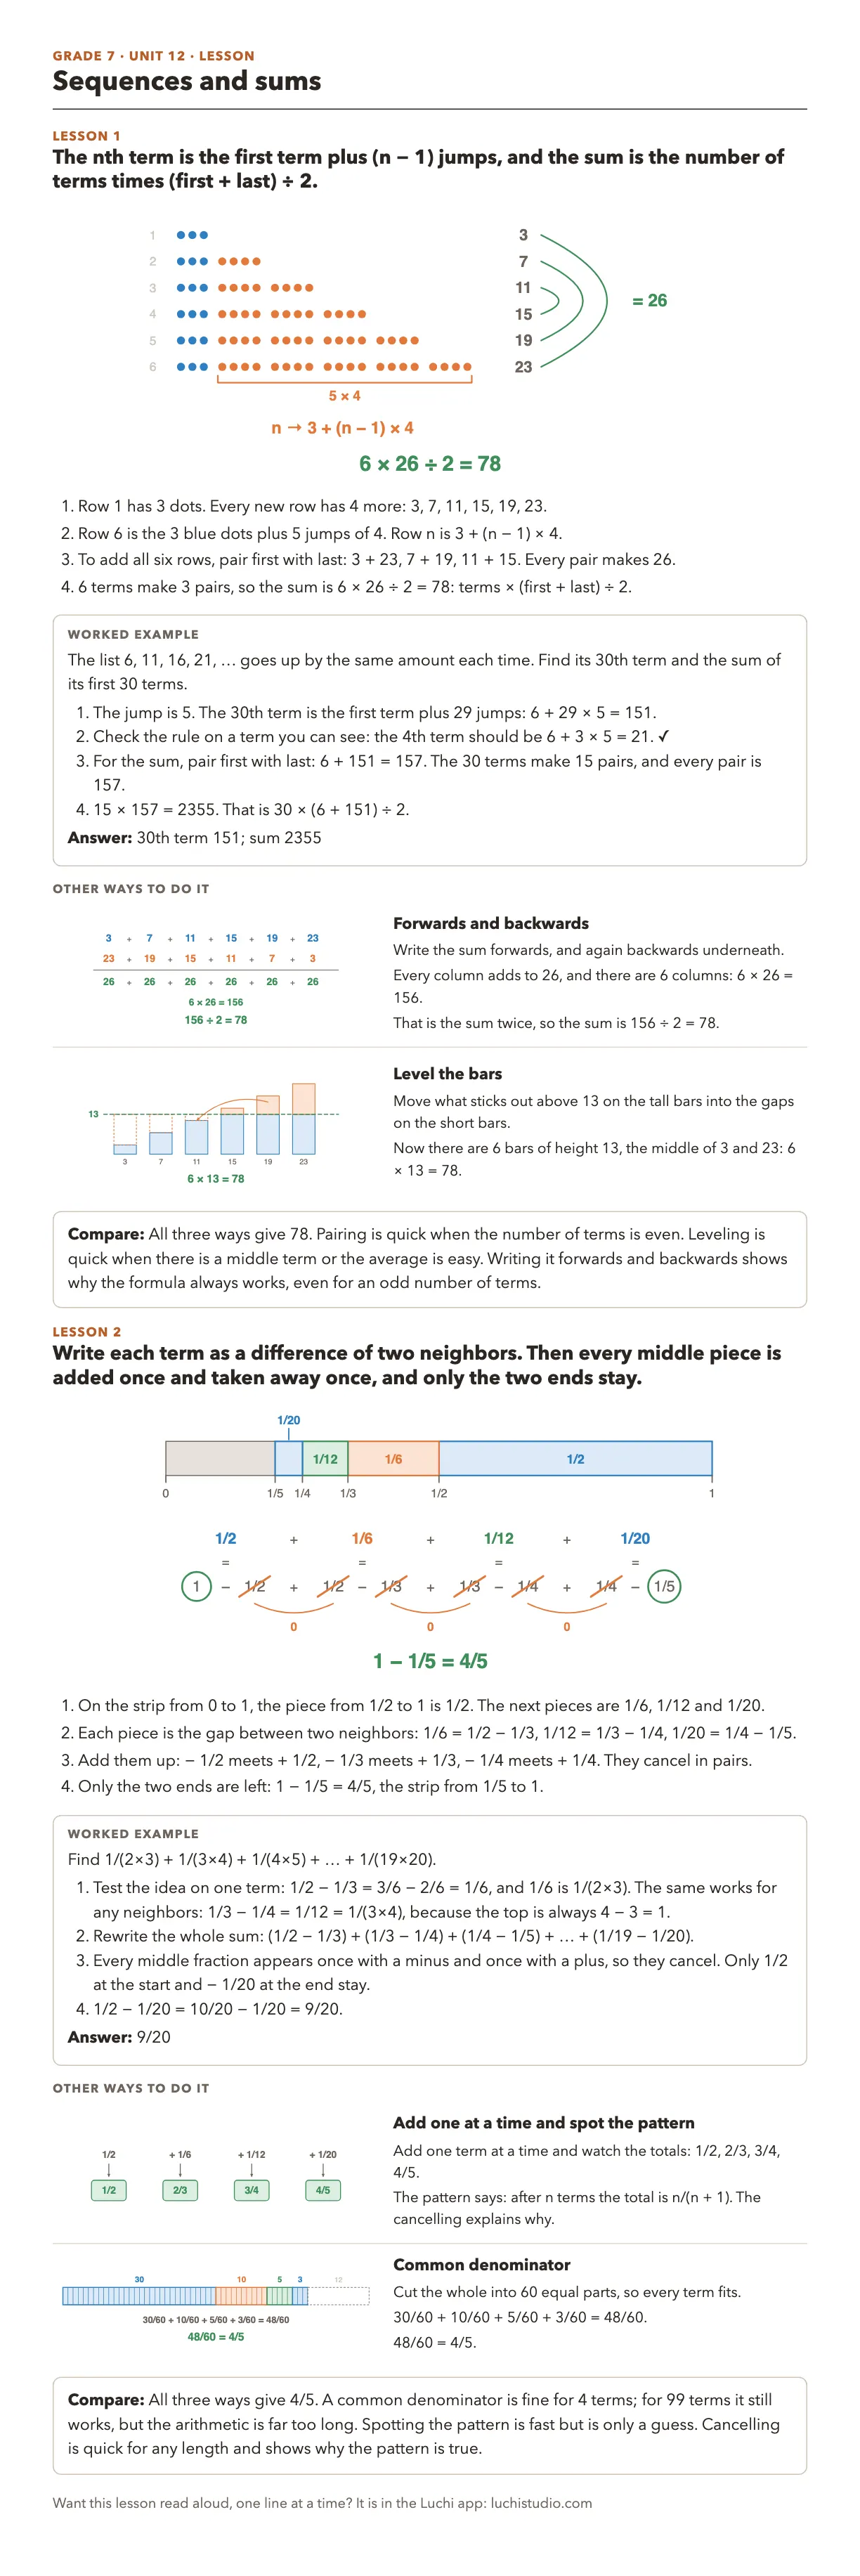 GRADE 7 · UNIT 12 · LESSON
Sequences and sums
LESSON 1
The nth term is the first term plus (n − 1) jumps, and the sum is the number of
terms times (first + last) ÷ 2.
1
2
3
4
5
6
5 × 4
n → 3 + (n − 1) × 4
3
7
11
15
19
23
= 26
6 × 26 ÷ 2 = 78
1. Row 1 has 3 dots. Every new row has 4 more: 3, 7, 11, 15, 19, 23.
2. Row 6 is the 3 blue dots plus 5 jumps of 4. Row n is 3 + (n − 1) × 4.
3. To add all six rows, pair first with last: 3 + 23, 7 + 19, 11 + 15. Every pair makes 26.
4. 6 terms make 3 pairs, so the sum is 6 × 26 ÷ 2 = 78: terms × (first + last) ÷ 2.
WORKED EXAMPLE
The list 6, 11, 16, 21, … goes up by the same amount each time. Find its 30th term and the sum of
its first 30 terms.
1. The jump is 5. The 30th term is the first term plus 29 jumps: 6 + 29 × 5 = 151.
2. Check the rule on a term you can see: the 4th term should be 6 + 3 × 5 = 21. ✓
3. For the sum, pair first with last: 6 + 151 = 157. The 30 terms make 15 pairs, and every pair is
157.
4. 15 × 157 = 2355. That is 30 × (6 + 151) ÷ 2.
Answer: 30th term 151; sum 2355
OTHER WAYS TO DO IT
3 + 7 + 11 + 15 + 19 + 23
23 + 19 + 15 + 11 + 7 + 3
26 + 26 + 26 + 26 + 26 + 26
6 × 26 = 156
156 ÷ 2 = 78
Forwards and backwards
Write the sum forwards, and again backwards underneath.
Every column adds to 26, and there are 6 columns: 6 × 26 =
156.
That is the sum twice, so the sum is 156 ÷ 2 = 78.
13
3 7 11 15 19 23
6 × 13 = 78
Level the bars
Move what sticks out above 13 on the tall bars into the gaps
on the short bars.
Now there are 6 bars of height 13, the middle of 3 and 23: 6
× 13 = 78.
Compare: All three ways give 78. Pairing is quick when the number of terms is even. Leveling is
quick when there is a middle term or the average is easy. Writing it forwards and backwards shows
why the formula always works, even for an odd number of terms.
LESSON 2
Write each term as a difference of two neighbors. Then every middle piece is
added once and taken away once, and only the two ends stay.
1/20
1/12 1/6 1/2
0 1/5 1/4 1/3 1/2 1
1/2 + 1/6 + 1/12 + 1/20
= = = =
1 − 1/2 + 1/2 − 1/3 + 1/3 − 1/4 + 1/4 − 1/5
0 0 0
1 − 1/5 = 4/5
1. On the strip from 0 to 1, the piece from 1/2 to 1 is 1/2. The next pieces are 1/6, 1/12 and 1/20.
2. Each piece is the gap between two neighbors: 1/6 = 1/2 − 1/3, 1/12 = 1/3 − 1/4, 1/20 = 1/4 − 1/5.
3. Add them up: − 1/2 meets + 1/2, − 1/3 meets + 1/3, − 1/4 meets + 1/4. They cancel in pairs.
4. Only the two ends are left: 1 − 1/5 = 4/5, the strip from 1/5 to 1.
WORKED EXAMPLE
Find 1/(2×3) + 1/(3×4) + 1/(4×5) + … + 1/(19×20).
1. Test the idea on one term: 1/2 − 1/3 = 3/6 − 2/6 = 1/6, and 1/6 is 1/(2×3). The same works for
any neighbors: 1/3 − 1/4 = 1/12 = 1/(3×4), because the top is always 4 − 3 = 1.
2. Rewrite the whole sum: (1/2 − 1/3) + (1/3 − 1/4) + (1/4 − 1/5) + … + (1/19 − 1/20).
3. Every middle fraction appears once with a minus and once with a plus, so they cancel. Only 1/2
at the start and − 1/20 at the end stay.
4. 1/2 − 1/20 = 10/20 − 1/20 = 9/20.
Answer: 9/20
OTHER WAYS TO DO IT
1/2 + 1/6 + 1/12 + 1/20
1/2 2/3 3/4 4/5
Add one at a time and spot the pattern
Add one term at a time and watch the totals: 1/2, 2/3, 3/4,
4/5.
The pattern says: after n terms the total is n/(n + 1). The
cancelling explains why.
30 10 5 3 12
30/60 + 10/60 + 5/60 + 3/60 = 48/60
48/60 = 4/5
Common denominator
Cut the whole into 60 equal parts, so every term fits.
30/60 + 10/60 + 5/60 + 3/60 = 48/60.
48/60 = 4/5.
Compare: All three ways give 4/5. A common denominator is fine for 4 terms; for 99 terms it still
works, but the arithmetic is far too long. Spotting the pattern is fast but is only a guess. Cancelling
is quick for any length and shows why the pattern is true.
Want this lesson read aloud, one line at a time? It is in the Luchi app: luchistudio.com